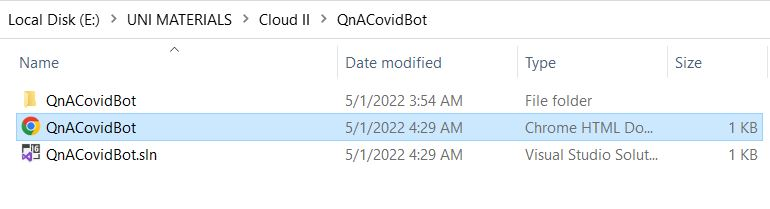 Local Disk (E:) > UNI MATERIALS > Cloud II > QnACovidBot
Name Date modified Type Size
QnACovidBot 5/1/2022 3:54 AM File folder
QnACovidBot 5/1/2022 4:29 AM Chrome HTML Do... 1 KB
QnACovidBot.sln 5/1/2022 4:29 AM Visual Studio Solut... 1 KB